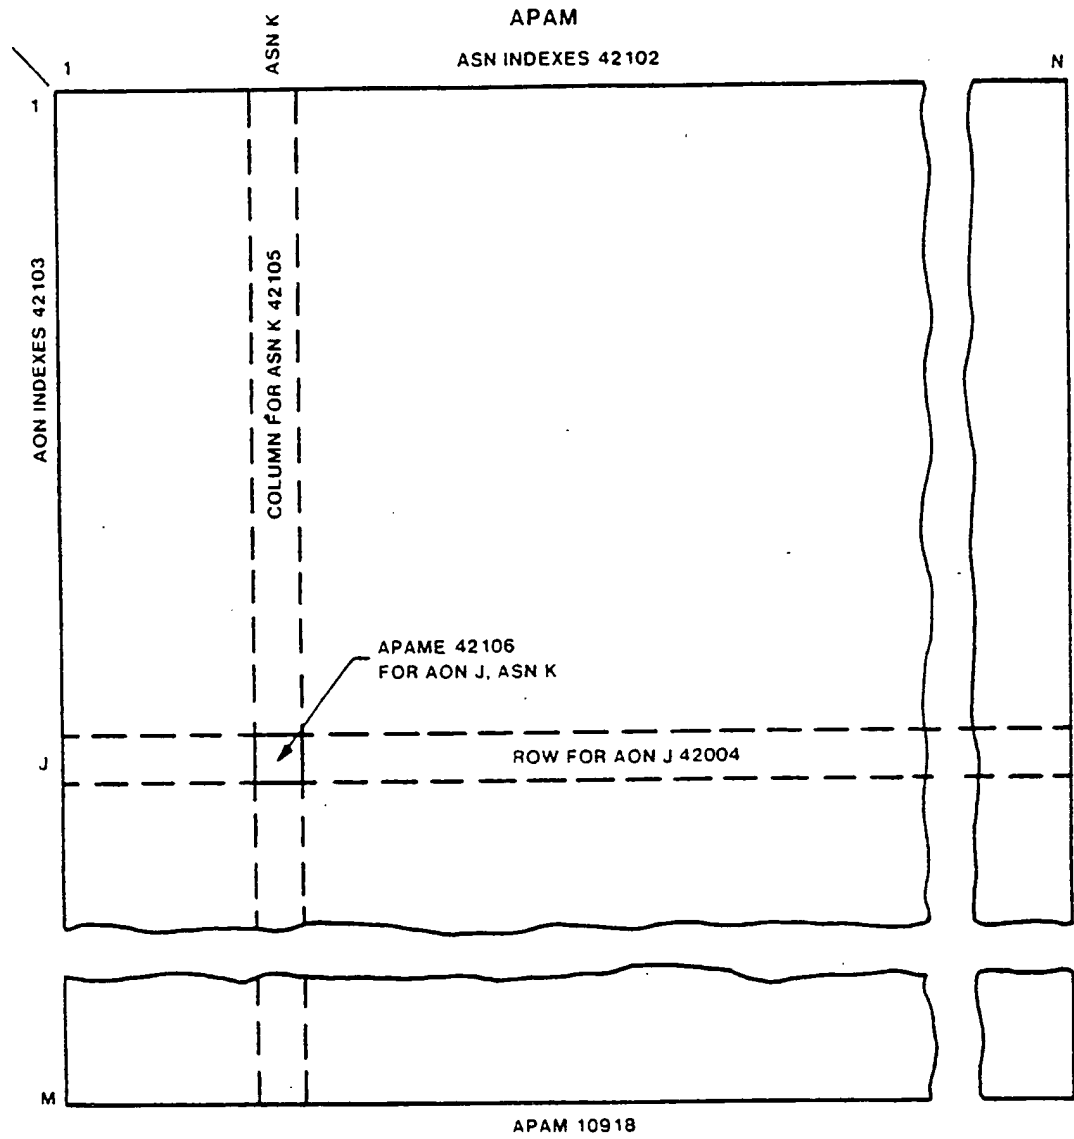 APAM
ASN K
1
ASN INDEXES 42102
N
1
AON INDEXES 42103
COLUMN FOR ASN K 42105
APAME 42106
FOR AON J, ASN K
J
ROW FOR AON J 42004
M
APAM 10918